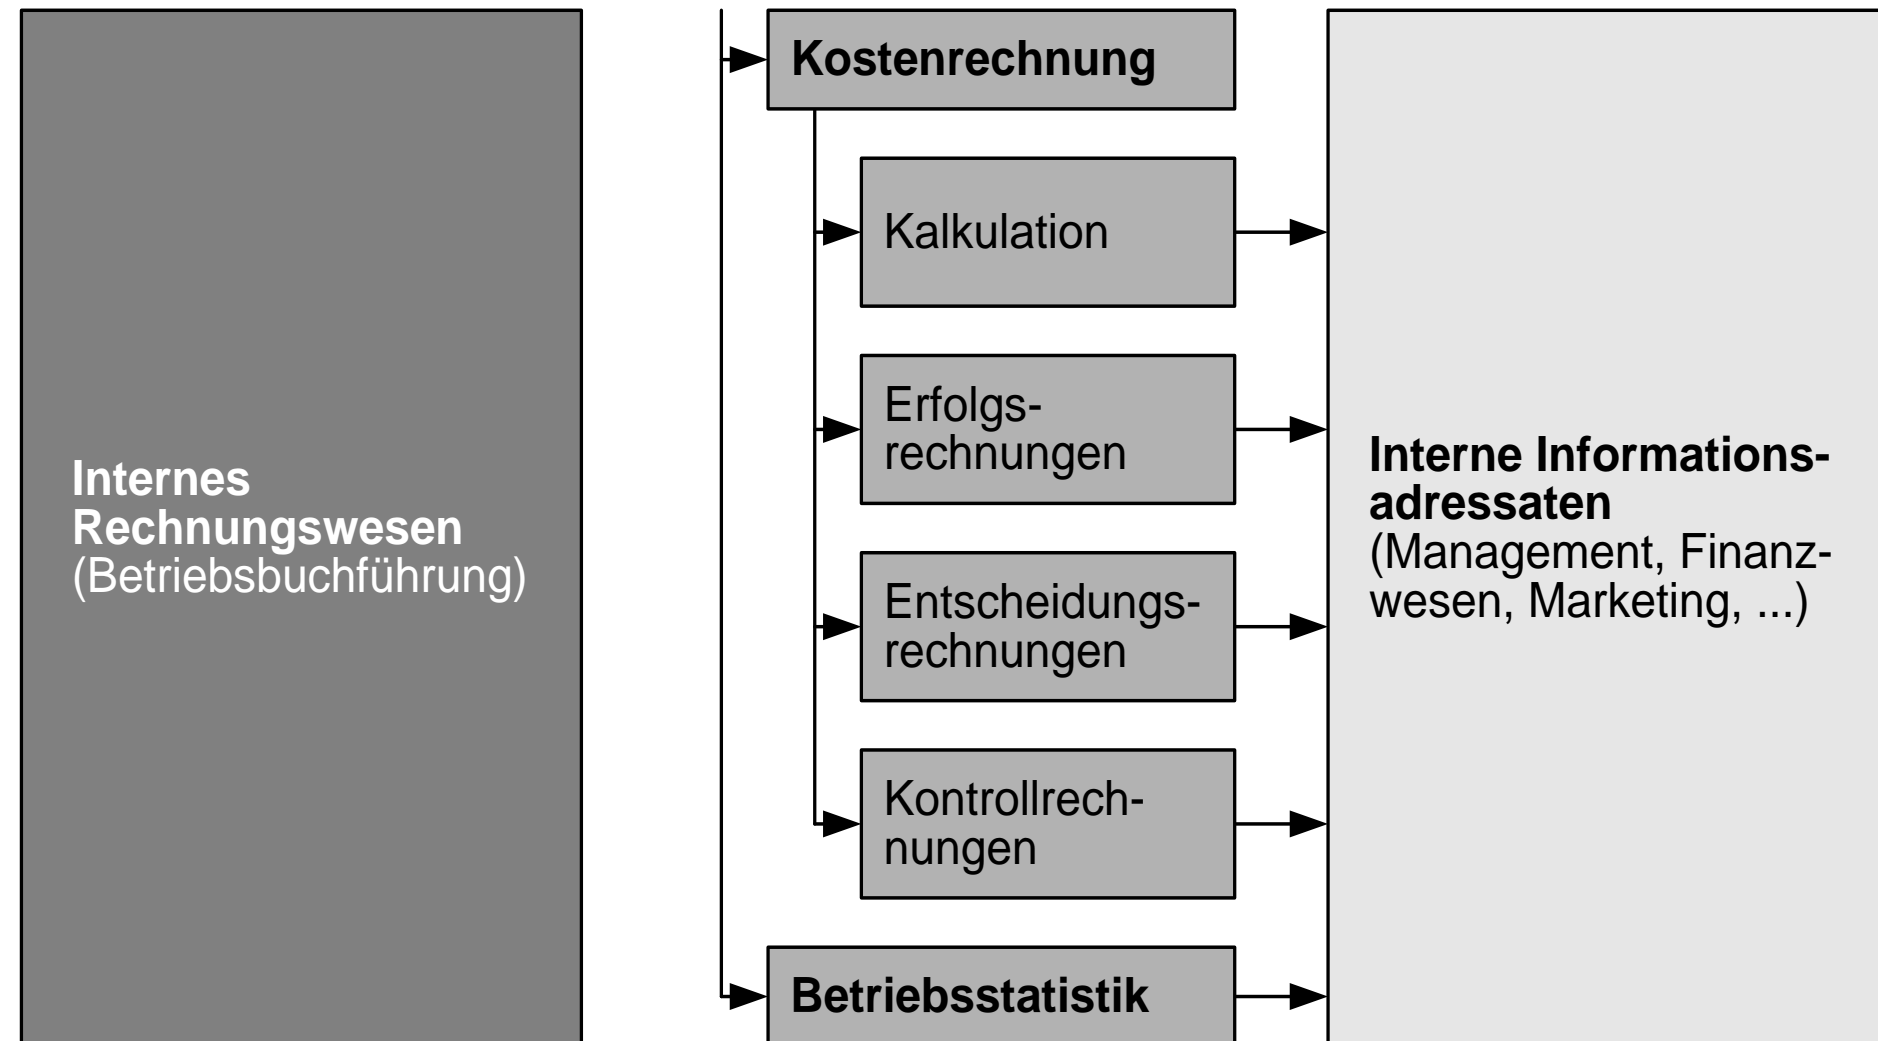 Internes
Rechnungswesen
(Betriebsbuchführung)
Kostenrechnung
Kalkulation
Erfolgs-
rechnungen
Entscheidungs-
rechnungen
Kontrollrech-
nungen
Betriebsstatistik
Interne Informations-
adressaten
(Management, Finanz-
wesen, Marketing, ...)